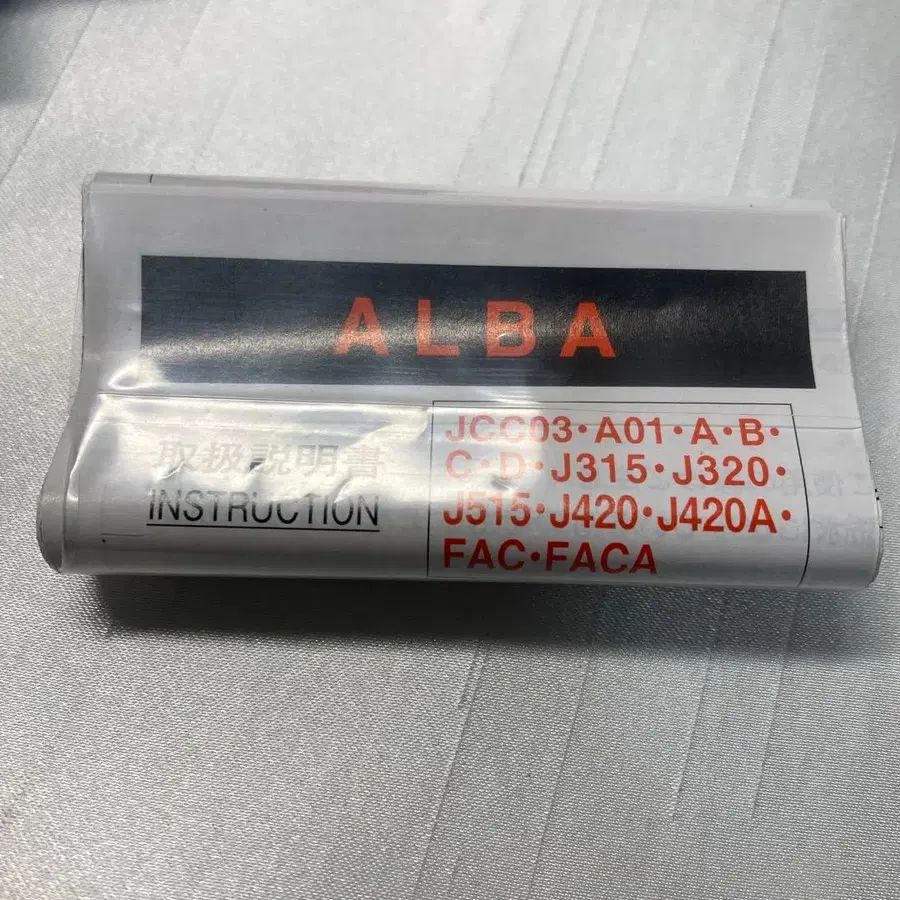 ALBA
取扱説明書
INSTRUCTION
JCC03・A01・A・B・
C・D・J315・J320・
J515・J420・J420A・
FAC・FACA